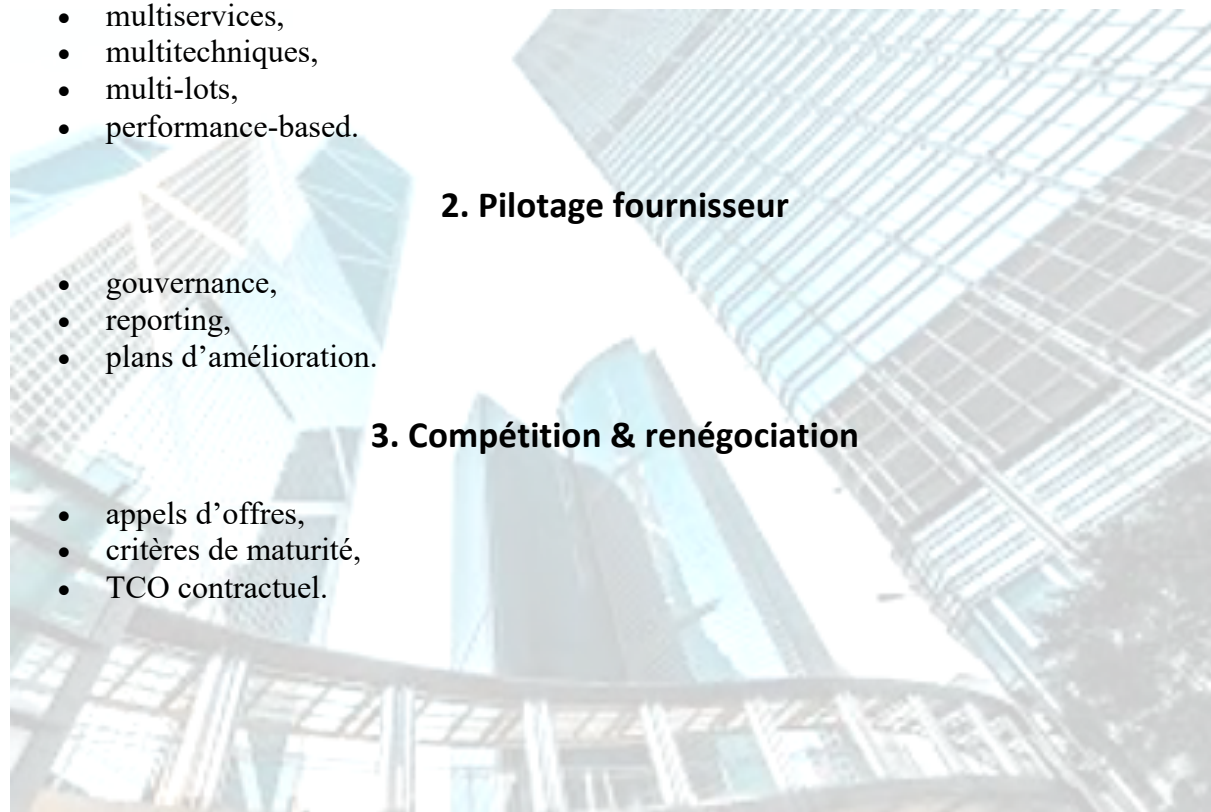 • multiservices,
• multitechniques,
• multi-lots,
• performance-based.
2. Pilotage fournisseur
• gouvernance,
• reporting,
• plans d’amélioration.
3. Compétition & renégociation
• appels d’offres,
• critères de maturité,
• TCO contractuel.